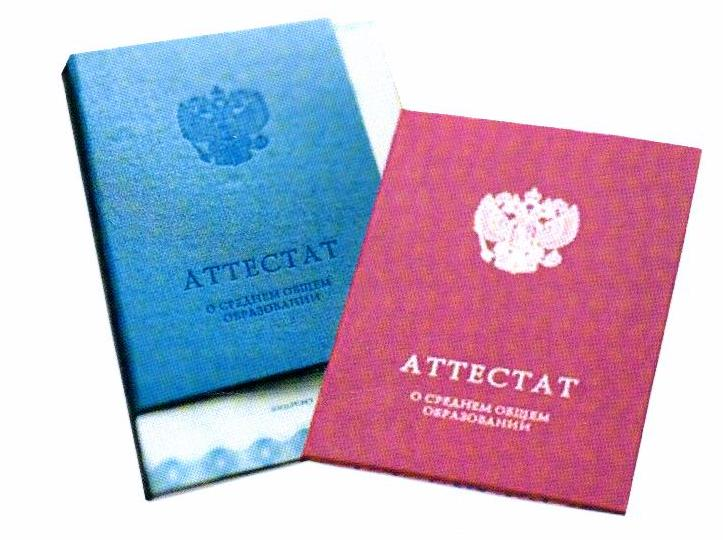 АТТЕСТАТ
О СРЕДНЕМ ОБЩЕМ
ОБРАЗОВАНИИ
АТТЕСТАТ
О СРЕДНЕМ ОБЩЕМ
ОБРАЗОВАНИИ